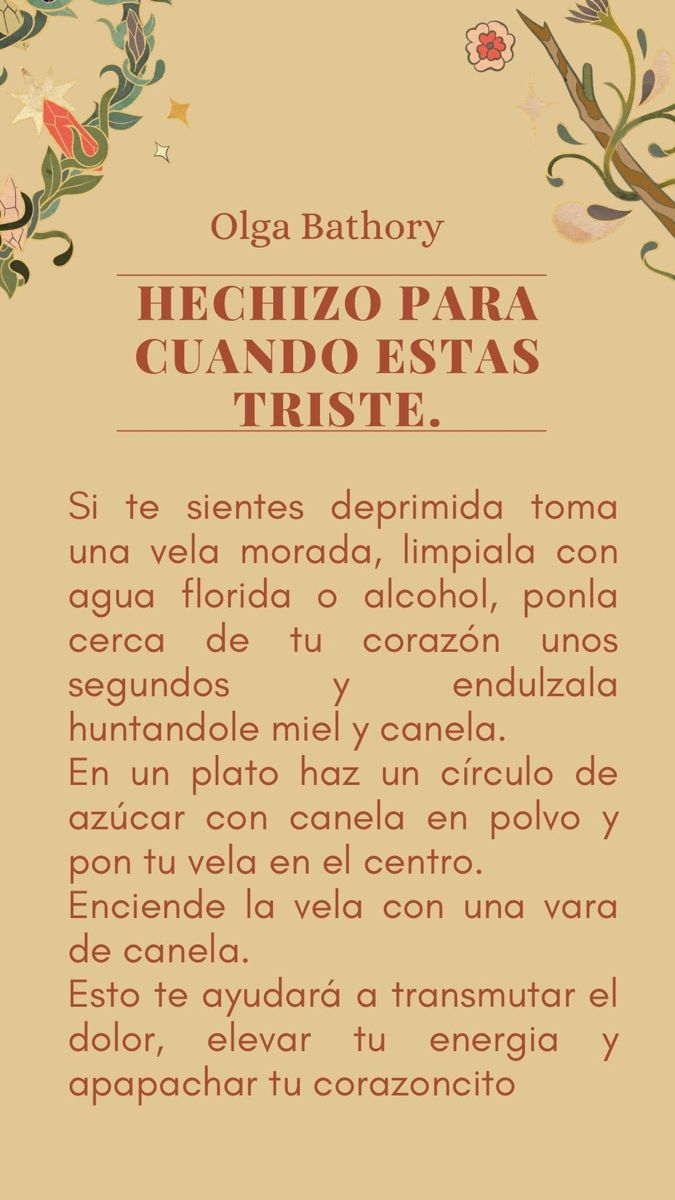 Olga Bathory
HECHIZO PARA
CUANDO ESTAS
TRISTE.
Si te sientes deprimida toma
una vela morada, limpiala con
agua florida o alcohol, ponla
cerca de tu corazón unos
segundos y endulzala
huntandole miel y canela.
En un plato haz un círculo de
azúcar con canela en polvo y
pon tu vela en el centro.
Enciende la vela con una vara
de canela.
Esto te ayudará a transmutar el
dolor, elevar tu energia y
apapachar tu corazoncito